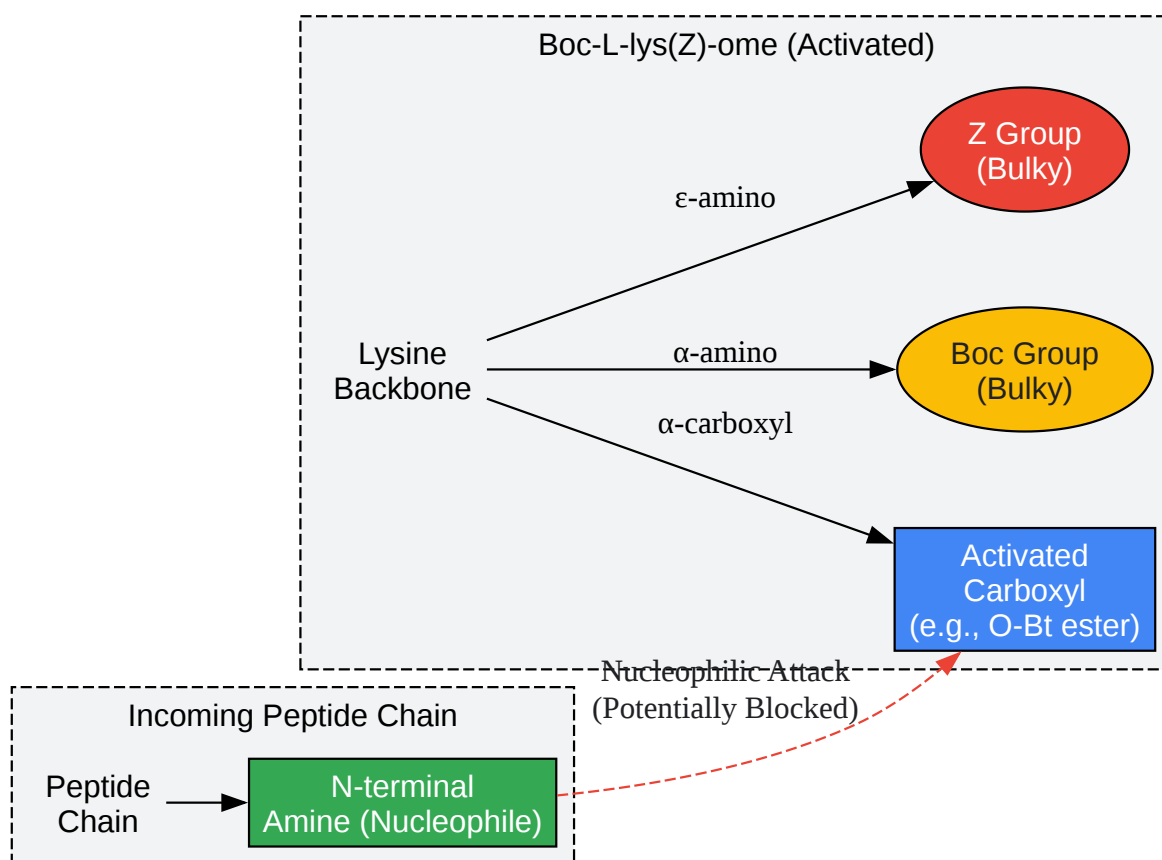 Boc-L-lys(Z)-ome (Activated)
Z Group
(Bulky)
ε-amino
Lysine
Backbone
α-amino
Boc Group
(Bulky)
α-carboxyl
Activated
Carboxyl
(e.g., O-Bt ester)
Nucleophilic Attack
(Potentially Blocked)
Incoming Peptide Chain
Peptide
Chain
N-terminal
Amine (Nucleophile)